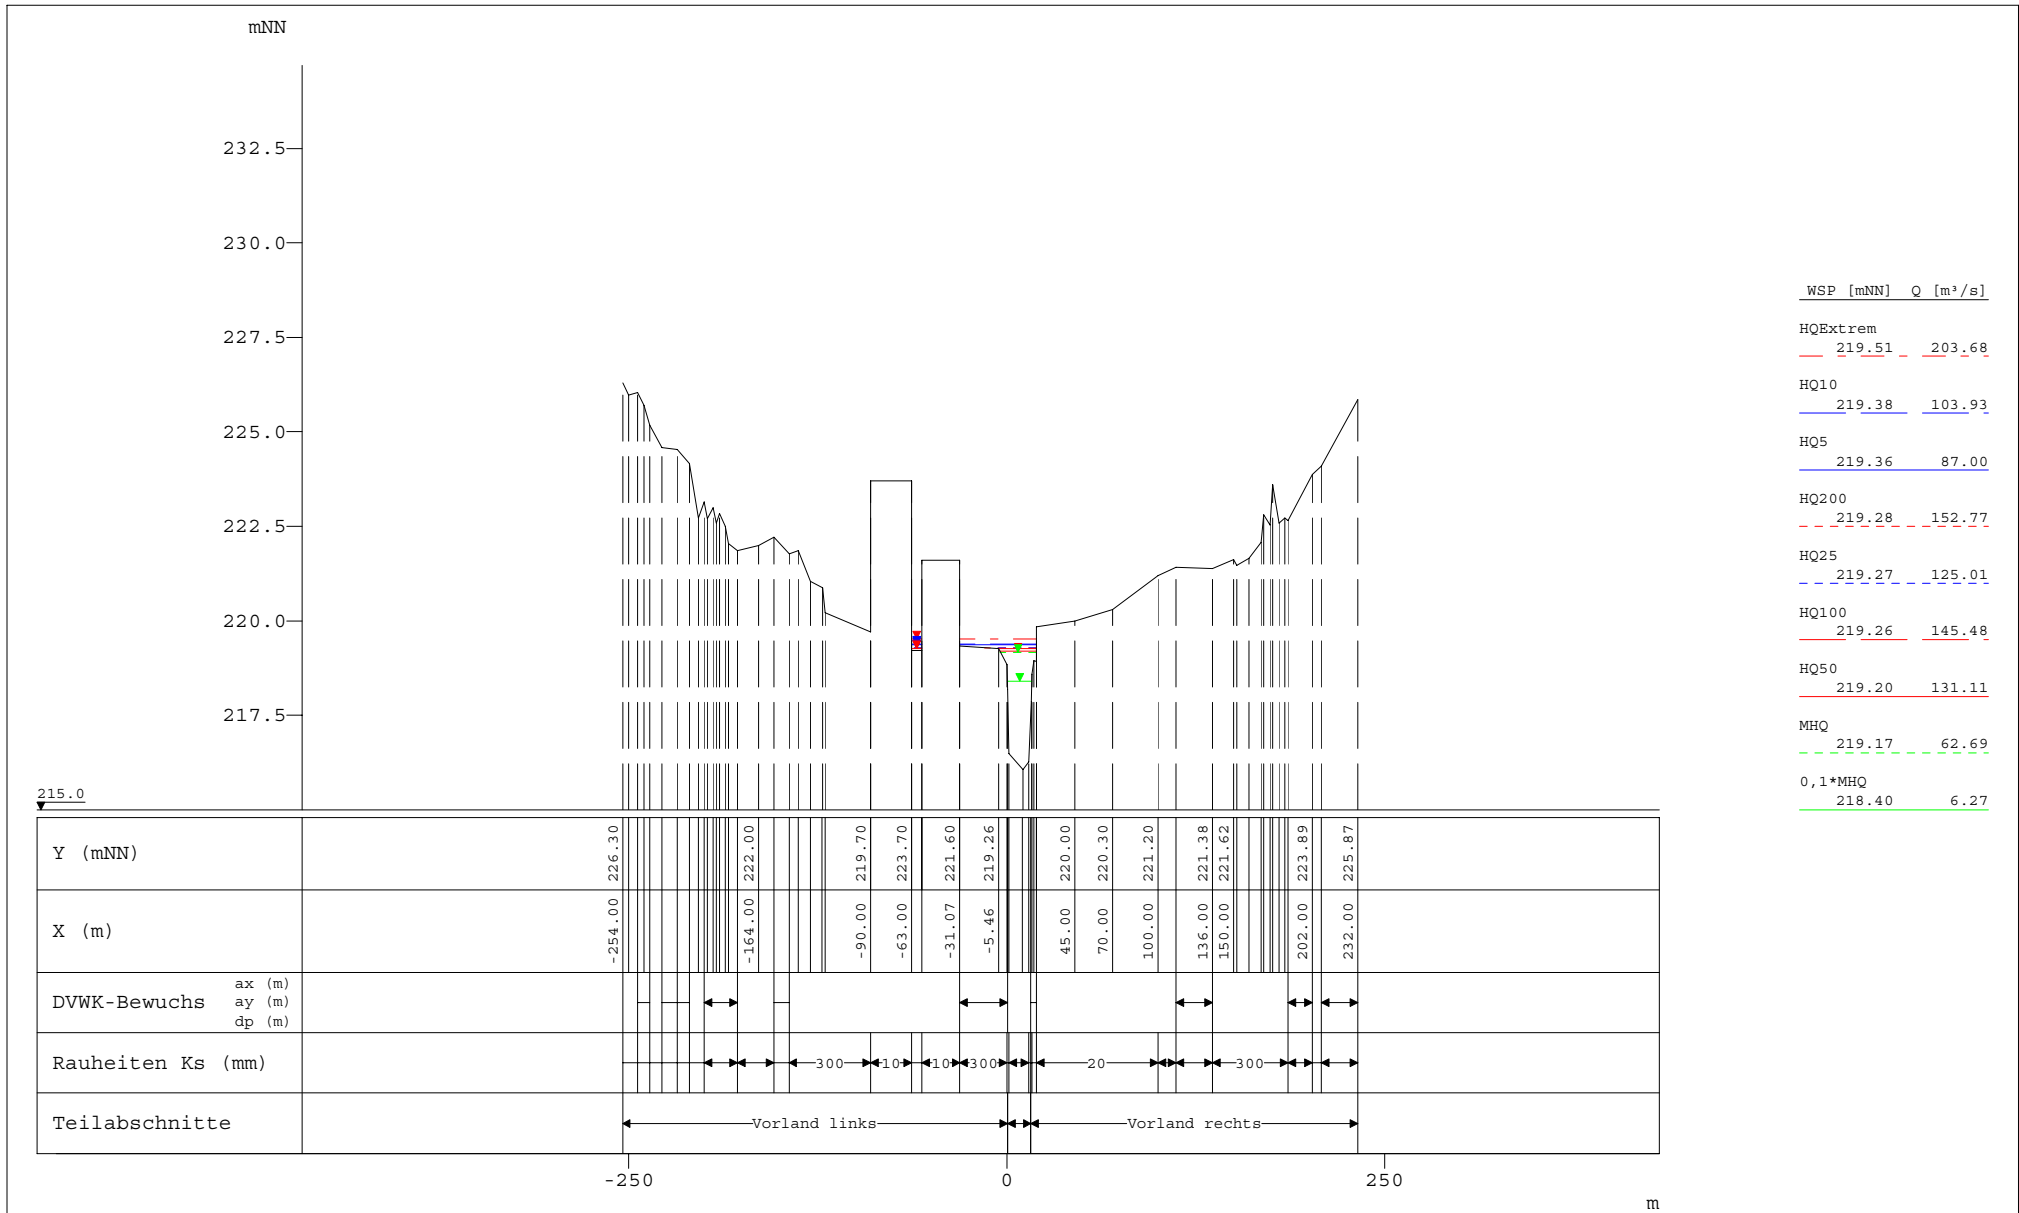 mNN
232.5
230.0
227.5
225.0
222.5
220.0
217.5
215.0
WSP [mNN] Q [m³/s]
HQExtrem
219.51 203.68
HQ10
219.38 103.93
HQ5
219.36 87.00
HQ200
219.28 152.77
HQ25
219.27 125.01
HQ100
219.26 145.48
HQ50
219.20 131.11
MHQ
219.17 62.69
0,1*MHQ
218.40 6.27
Y (mNN) 226.30 222.00 219.70 223.70 221.60 219.26 220.00 220.30 221.20 221.38 221.62 223.89 225.87
X (m) -254.00 -164.00 -90.00 -63.00 -31.07 -5.46 45.00 70.00 100.00 136.00 150.00 202.00 232.00
DVWK-Bewuchs
ax (m)
ay (m)
dp (m)
Rauheiten Ks (mm) 300 10 10 300 20 300
Teilabschnitte Vorland links Vorland rechts
-250 0 250
m